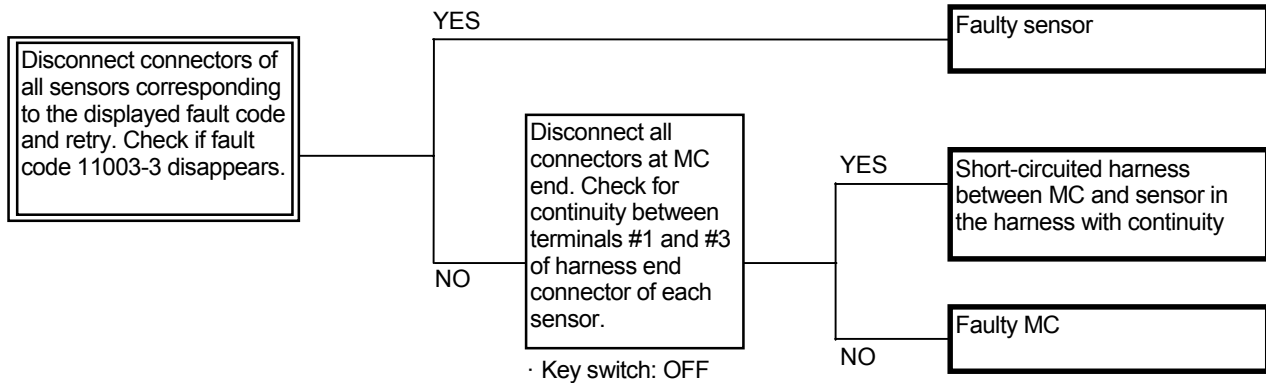 Disconnect connectors of
all sensors corresponding
to the displayed fault code
and retry. Check if fault
code 11003-3 disappears.
YES
Faulty sensor
NO
Disconnect all
connectors at MC
end. Check for
continuity between
terminals #1 and #3
of harness end
connector of each
sensor.
· Key switch: OFF
YES
Short-circuited harness
between MC and sensor in
the harness with continuity
NO
Faulty MC